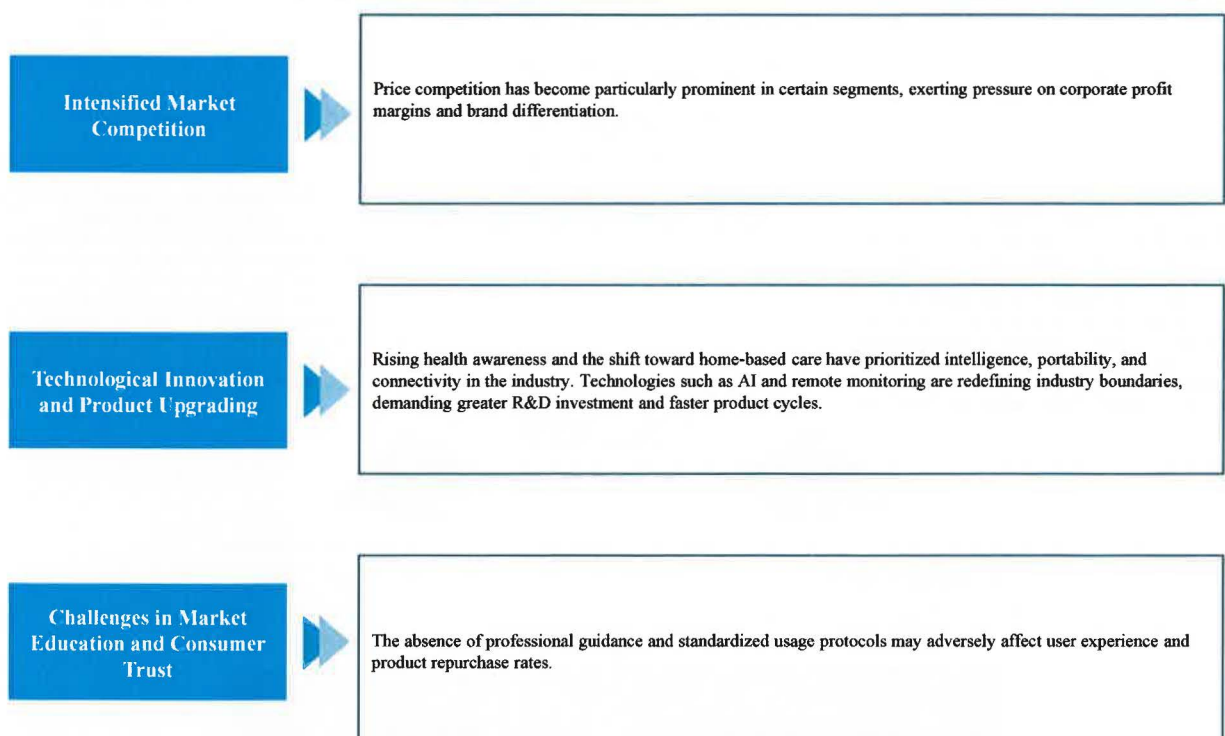 Intensified Market
Competition
Price competition has become particularly prominent in certain segments, exerting pressure on corporate profit
margins and brand differentiation.
Technological Innovation
and Product Upgrading
Rising health awareness and the shift toward home-based care have prioritized intelligence, portability, and
connectivity in the industry. Technologies such as AI and remote monitoring are redefining industry boundaries,
demanding greater R&D investment and faster product cycles.
Challenges in Market
Education and Consumer
Trust
The absence of professional guidance and standardized usage protocols may adversely affect user experience and
product repurchase rates.